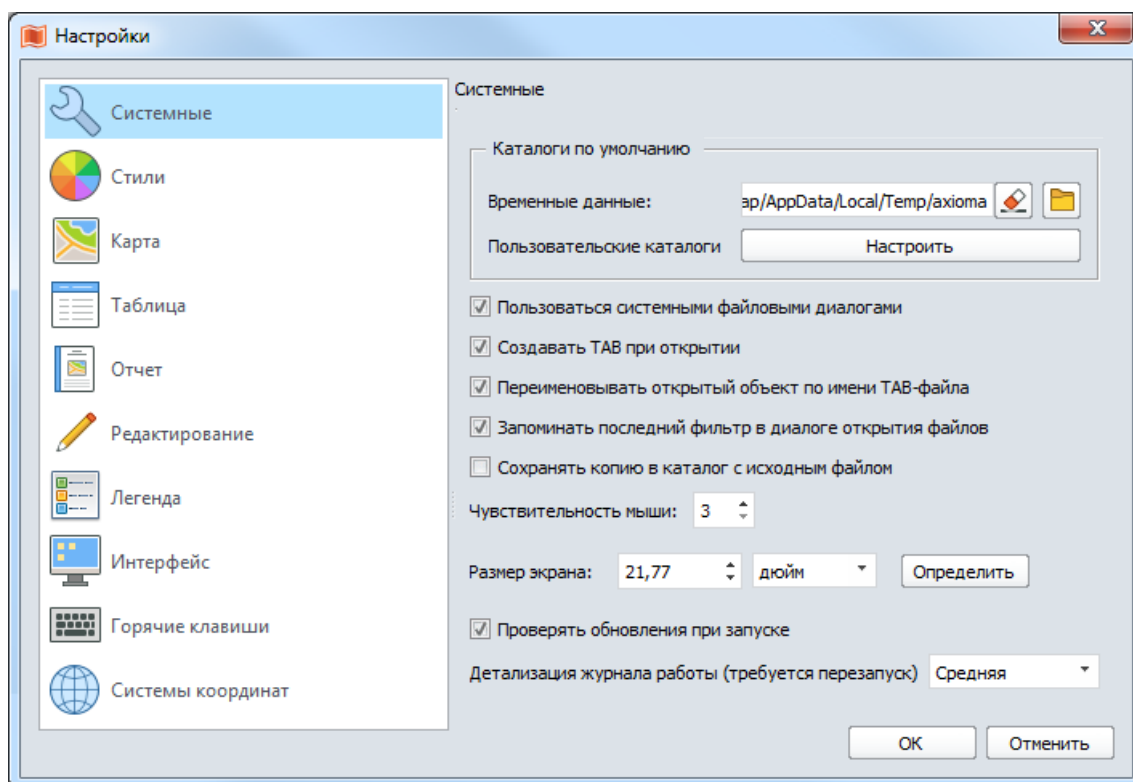 Настройки
Системные
Стили
Карта
Таблица
Отчет
Редактирование
Легенда
Интерфейс
Горячие клавиши
Системы координат
Системные
Каталоги по умолчанию
Временные данные: ap/AppData/Local/Temp/axioma
Пользовательские каталоги Настроить
Пользоваться системными файловыми диалогами
Создавать TAB при открытии
Переименовывать открытый объект по имени TAB-файла
Запоминать последний фильтр в диалоге открытия файлов
Сохранять копию в каталог с исходным файлом
Чувствительность мыши: 3
Размер экрана: 21,77 дюйм Определить
Проверять обновления при запуске
Детализация журнала работы (требуется перезапуск) Средняя
ОК Отменить